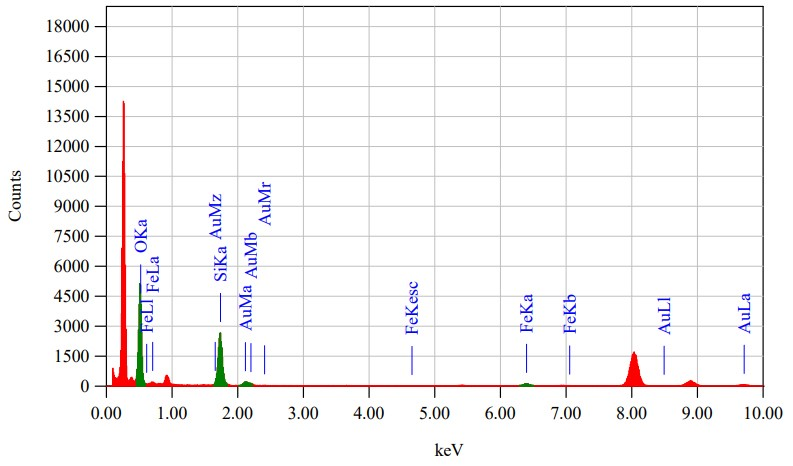 18000
16500
15000
13500
12000
10500
9000
7500
6000
4500
3000
1500
0
Counts
OKa
FeLl
FeLa
SiKa
AuMz
AuMa
AuMb
AuMr
FeKesc
FeKa
FeKb
AuLl
AuLa
0.00 1.00 2.00 3.00 4.00 5.00 6.00 7.00 8.00 9.00 10.00
keV